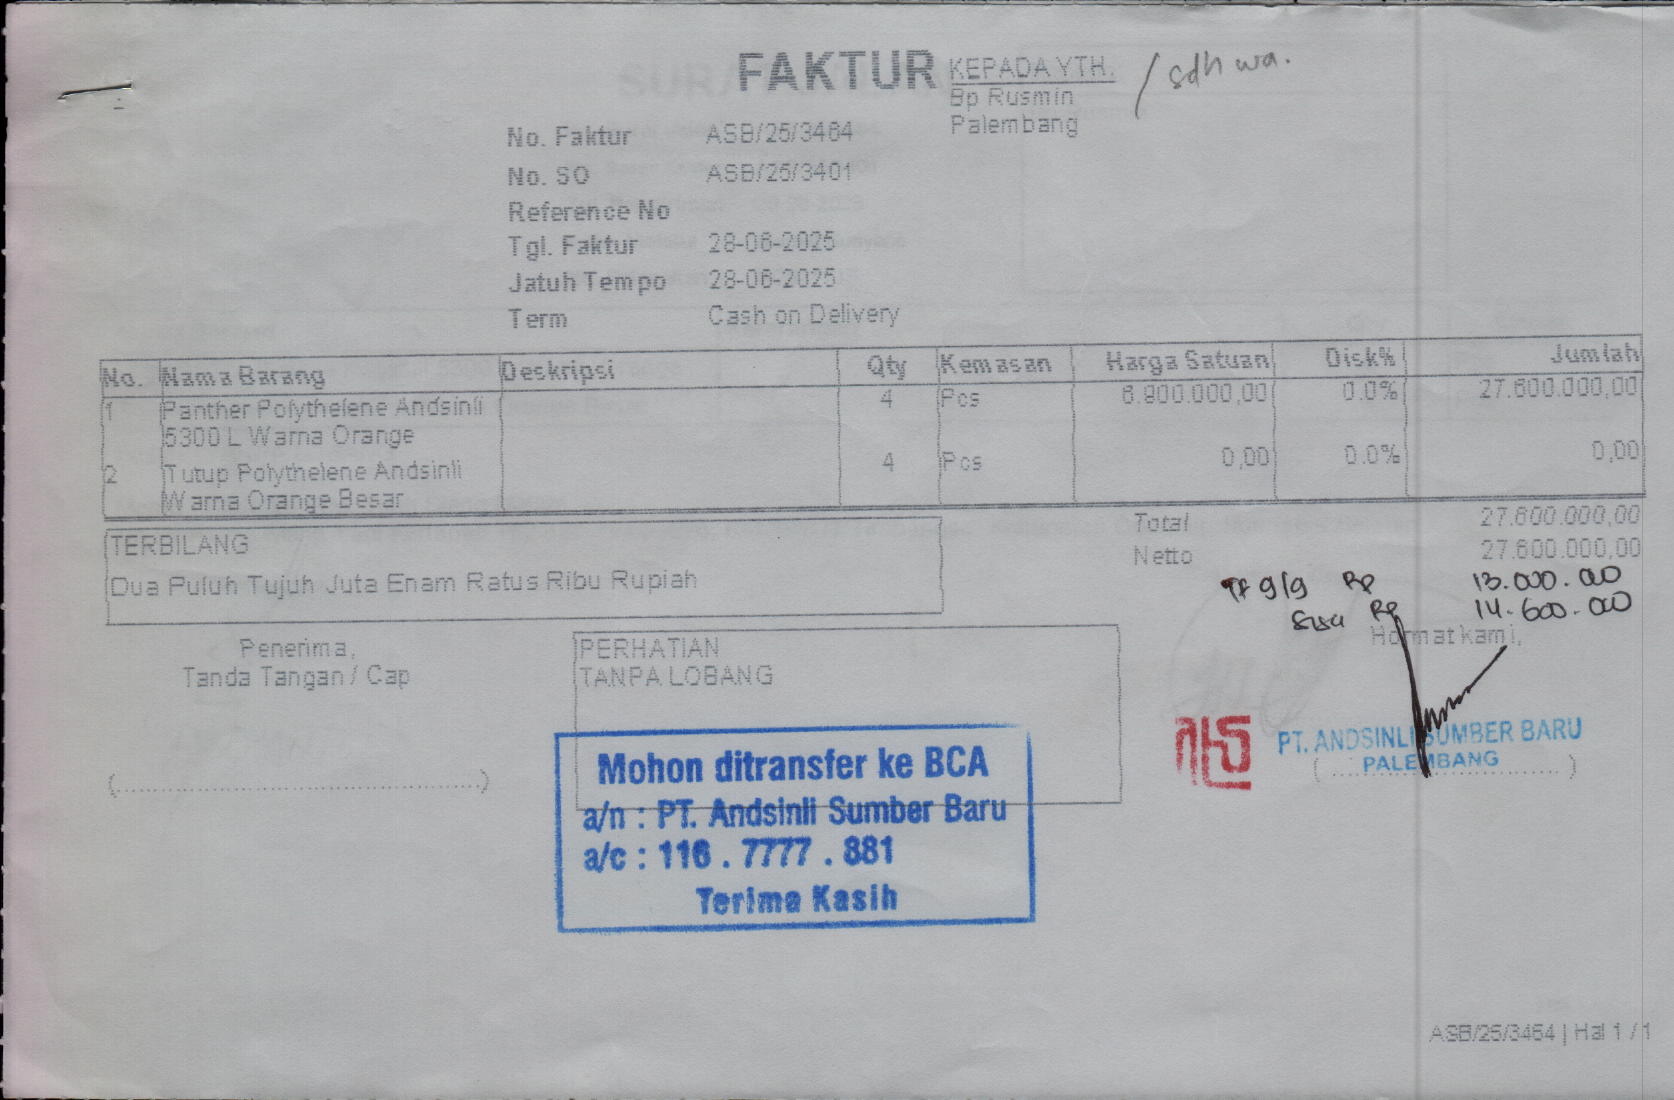 FAKTUR
KEPADA YTH.
/ sdh wa.
Bp Rusmin
Palembang
No. Faktur ASB/25/3464
No. SO ASB/25/3401
Reference No
Tgl. Faktur 28-06-2025
Jatuh Tempo 28-06-2025
Term Cash on Delivery
No. Nama Barang Deskripsi Qty Kemasan Harga Satuan Disk% Jumlah
1 Panther Polythelene Andsinli 4 Pcs 6.900.000,00 0.0% 27.600.000,00
5300 L Warna Orange
2 Tutup Polythelene Andsinli 4 Pcs 0,00 0.0% 0,00
Warna Orange Besar
Total 27.600.000,00
Netto 27.600.000,00
TERBILANG
Dua Puluh Tujuh Juta Enam Ratus Ribu Rupiah
TF 9/9 Rp 13.000.000
Sisa Rp 14.600.000
Penerima,
Tanda Tangan / Cap
(..................................................)
PERHATIAN
TANPA LOBANG
Hormat kami,
PT. ANDSINLI SUMBER BARU
PALEMBANG
(..................................)
Mohon ditransfer ke BCA
a/n : PT. Andsinli Sumber Baru
a/c : 116 . 7777 . 881
Terima Kasih
ASB/25/3464 | Hal 1 / 1